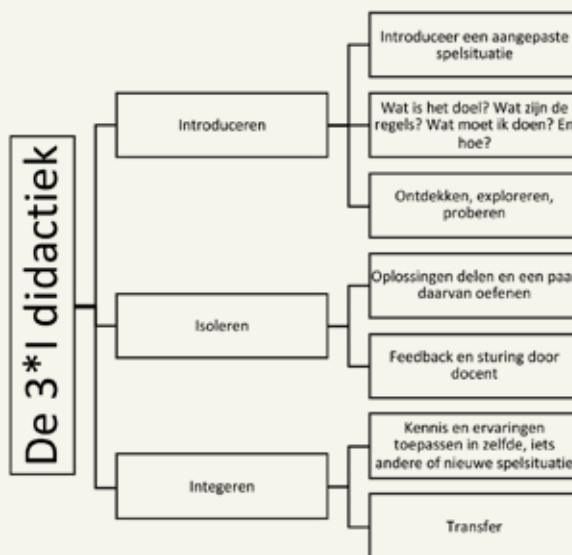 De 3*I didactiek
Introduceren
Introduceer een aangepaste
spelsituatie
Wat is het doel? Wat zijn de
regels? Wat moet ik doen? En
hoe?
Ontdekken, exploreren,
proberen
Isoleren
Oplossingen delen en een paar
daarvan oefenen
Feedback en sturing door
docent
Integeren
Kennis en ervaringen
toepassen in zelfde, iets
andere of nieuwe spelsituatie
Transfer